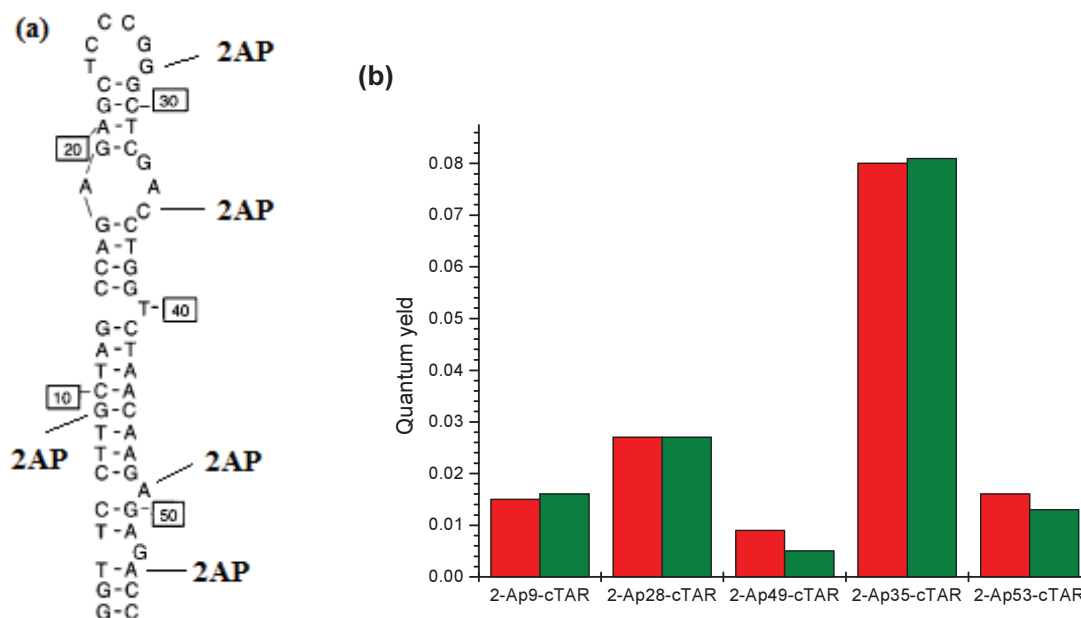 (a)
C C
C G
T G 2AP
C-G
G-C- 30
A-T
20 G-C
G
A A
C 2AP
G-C
A-T
C-G
C-G
T- 40
G-C
A-T
T-A
10 -C-A
G-C
T-A
2AP T-A 2AP
C-G
A
C-G- 50
T-A
G
T-A 2AP
G-C
G-C
(b)
Quantum yeld
0.08
0.07
0.06
0.05
0.04
0.03
0.02
0.01
0.00
2-Ap9-cTAR 2-Ap28-cTAR 2-Ap49-cTAR 2-Ap35-cTAR 2-Ap53-cTAR